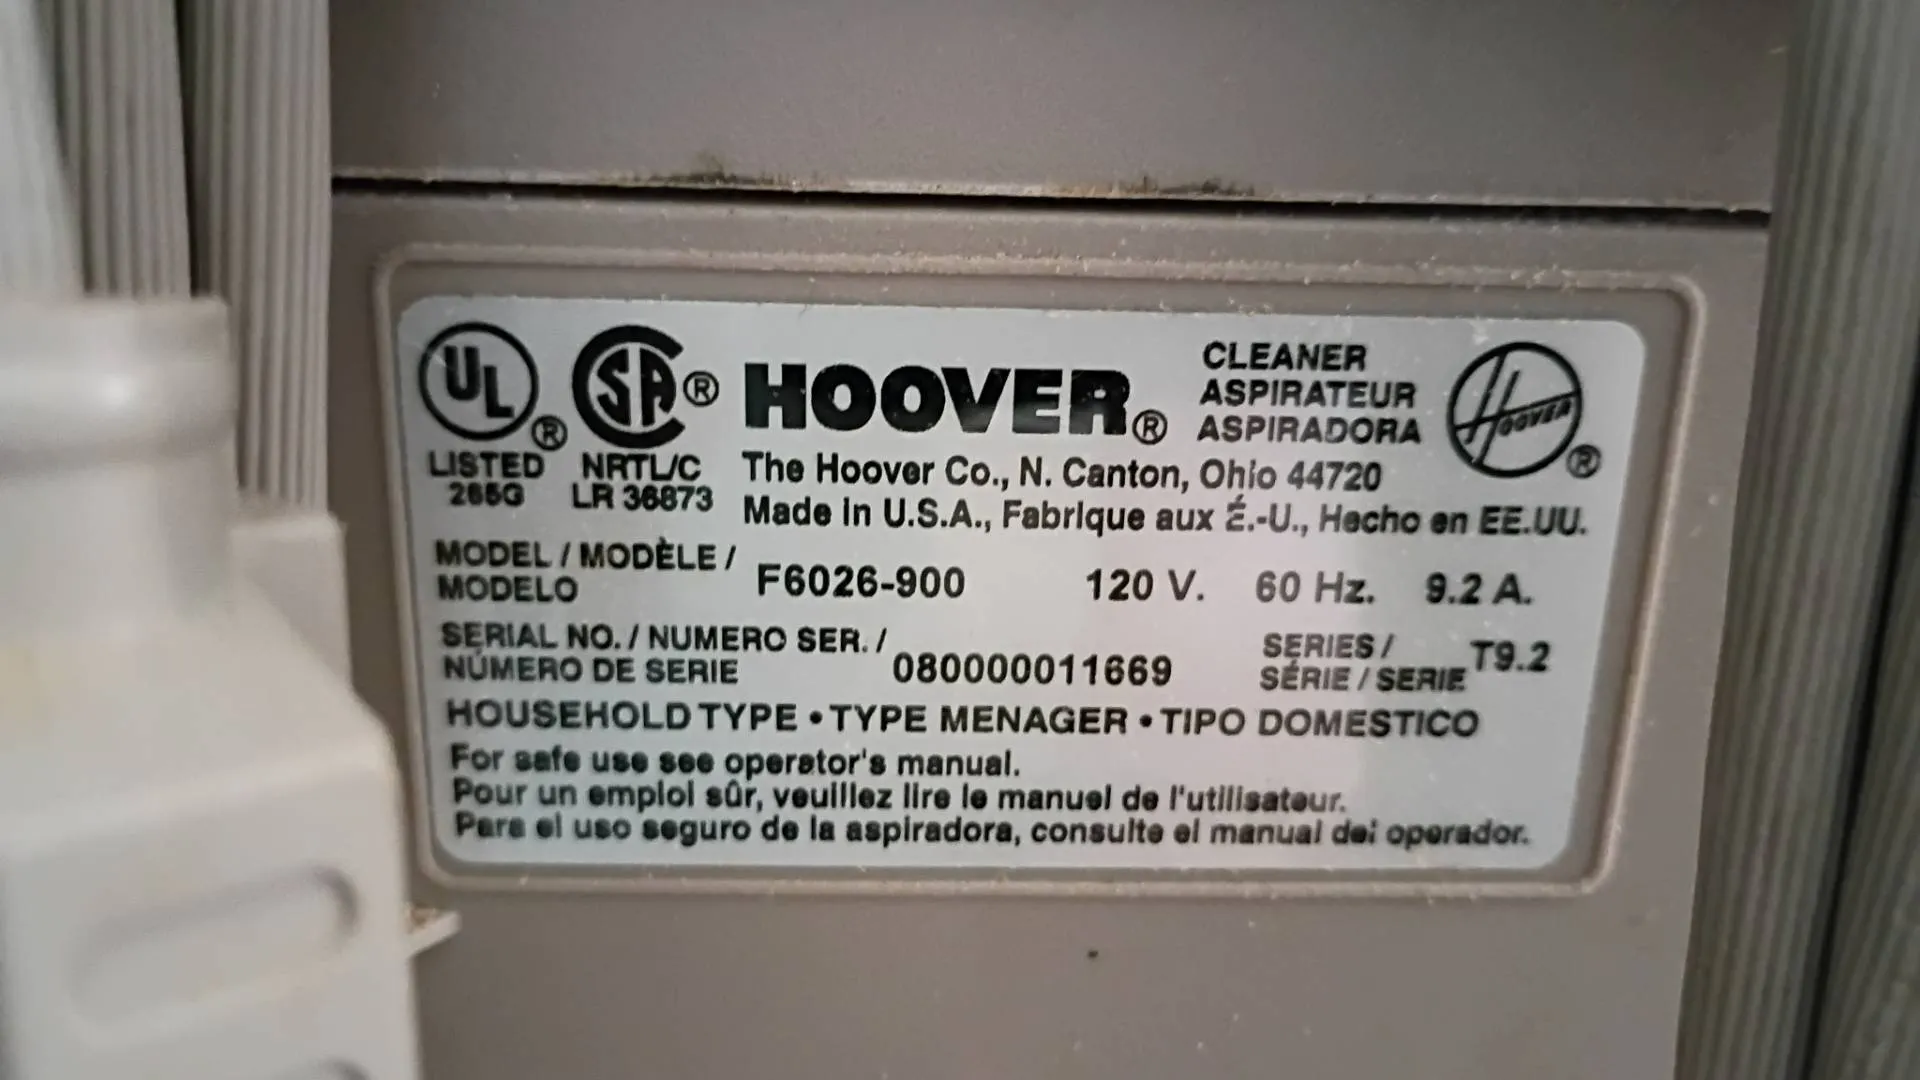 UL ® SA ® HOOVER®
CLEANER
ASPIRATEUR
ASPIRADORA
HOOVER ®
LISTED NRTL/C
265G LR 36873
The Hoover Co., N. Canton, Ohio 44720
Made in U.S.A., Fabrique aux É.-U., Hecho en EE.UU.
MODEL / MODÈLE /
MODELO F6026-900 120 V. 60 Hz. 9.2 A.
SERIAL NO. / NUMERO SER. /
NÚMERO DE SERIE 080000011669
SERIES /
SÉRIE / SERIE T9.2
HOUSEHOLD TYPE • TYPE MENAGER • TIPO DOMESTICO
For safe use see operator's manual.
Pour un emploi sûr, veuillez lire le manuel de l'utilisateur.
Para el uso seguro de la aspiradora, consulte el manual del operador.